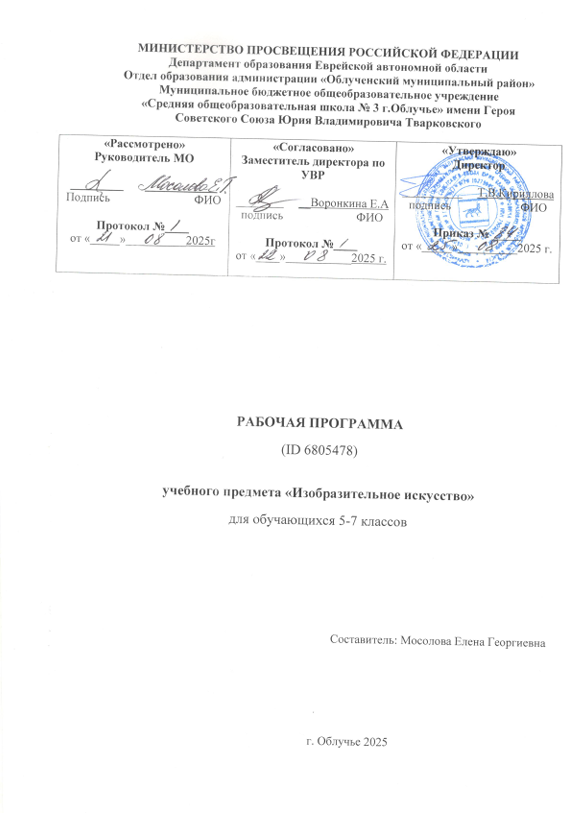 МИНИСТЕРСТВО ПРОСВЕЩЕНИЯ РОССИЙСКОЙ ФЕДЕРАЦИИ
Департамент образования Еврейской автономной области
Отдел образования администрации «Облученский муниципальный район»
Муниципальное бюджетное общеобразовательное учреждение
«Средняя общеобразовательная школа № 3 г.Облучье» имени Героя
Советского Союза Юрия Владимировича Тварковского
«Рассмотрено»
Руководитель МО
Мосолова Е.Г.
Подпись ФИО
Протокол № 1
от « 21 » 08 2025г
«Согласовано»
Заместитель директора по
УВР
Воронкина Е.А
подпись ФИО
Протокол № 1
от « 22 » 08 2025 г.
«Утверждаю»
Директор
Г.В.Кириллова
подпись ФИО
Приказ №
от « » 08 2025 г.
РАБОЧАЯ ПРОГРАММА
(ID 6805478)
учебного предмета «Изобразительное искусство»
для обучающихся 5-7 классов
Составитель: Мосолова Елена Георгиевна
г. Облучье 2025